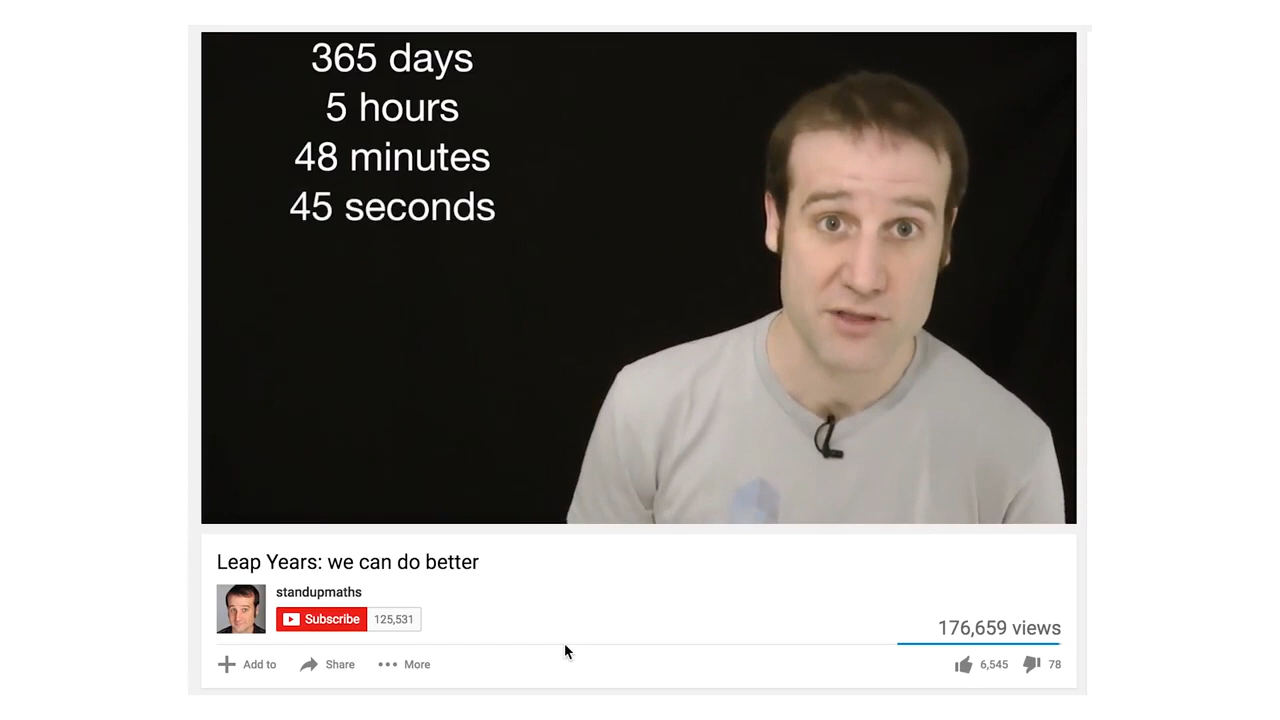 365 days
5 hours
48 minutes
45 seconds
Leap Years: we can do better
standupmaths
Subscribe 125,531
176,659 views
Add to Share More 6,545 78